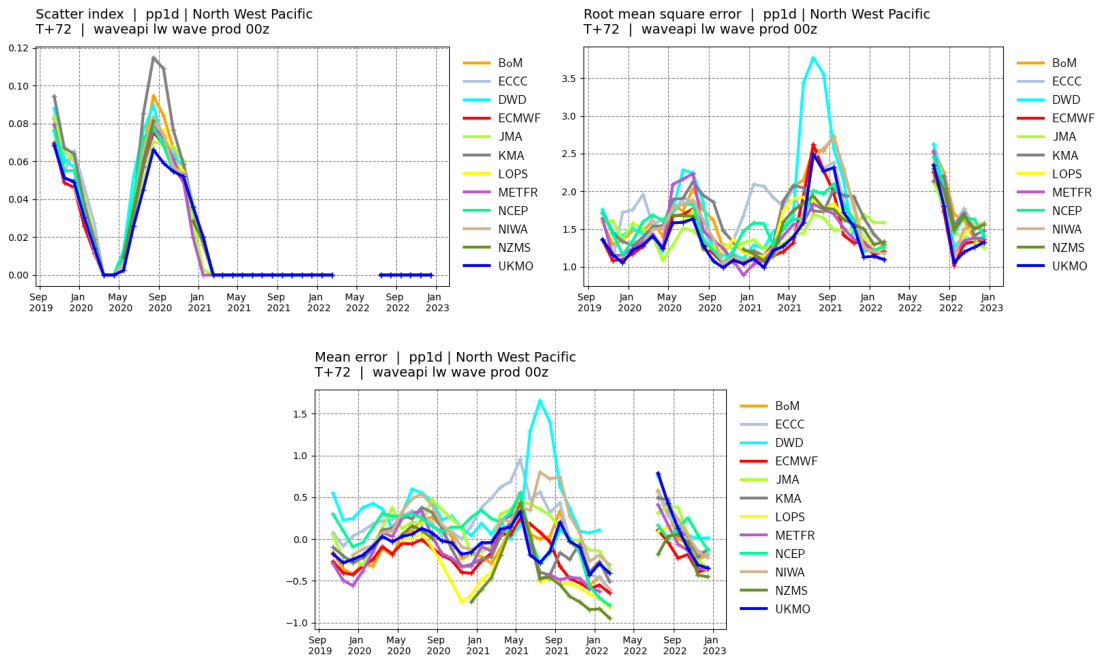 Scatter index | pp1d | North West Pacific
T+72 | waveapi lw wave prod 00z
0.12
0.10
0.08
0.06
0.04
0.02
0.00
Sep 2019
Jan 2020
May 2020
Sep 2020
Jan 2021
May 2021
Sep 2021
Jan 2022
May 2022
Sep 2022
Jan 2023
BoM
ECCC
DWD
ECMWF
JMA
KMA
LOPS
METFR
NCEP
NIWA
NZMS
UKMO
Root mean square error | pp1d | North West Pacific
T+72 | waveapi lw wave prod 00z
3.5
3.0
2.5
2.0
1.5
1.0
Sep 2019
Jan 2020
May 2020
Sep 2020
Jan 2021
May 2021
Sep 2021
Jan 2022
May 2022
Sep 2022
Jan 2023
BoM
ECCC
DWD
ECMWF
JMA
KMA
LOPS
METFR
NCEP
NIWA
NZMS
UKMO
Mean error | pp1d | North West Pacific
T+72 | waveapi lw wave prod 00z
1.5
1.0
0.5
0.0
−0.5
−1.0
Sep 2019
Jan 2020
May 2020
Sep 2020
Jan 2021
May 2021
Sep 2021
Jan 2022
May 2022
Sep 2022
Jan 2023
BoM
ECCC
DWD
ECMWF
JMA
KMA
LOPS
METFR
NCEP
NIWA
NZMS
UKMO